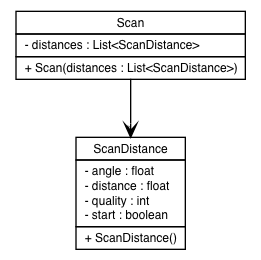 Scan
- distances : List<ScanDistance>
+ Scan(distances : List<ScanDistance>)
ScanDistance
- angle : float
- distance : float
- quality : int
- start : boolean
+ ScanDistance()